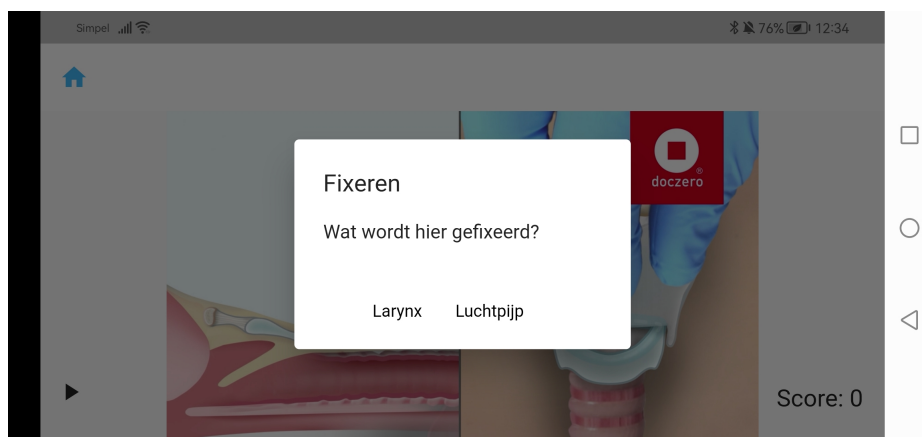 Simpel 76% 12:34
doczero®
Fixeren
Wat wordt hier gefixeerd?
Larynx Luchtpijp
Score: 0